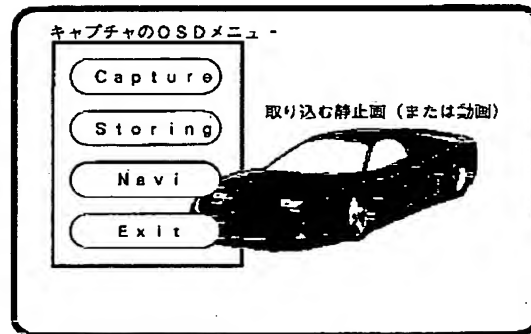 キャプチャのOSDメニュー
Capture
取り込む静止画（または動画）
Storing
Navi
Exit